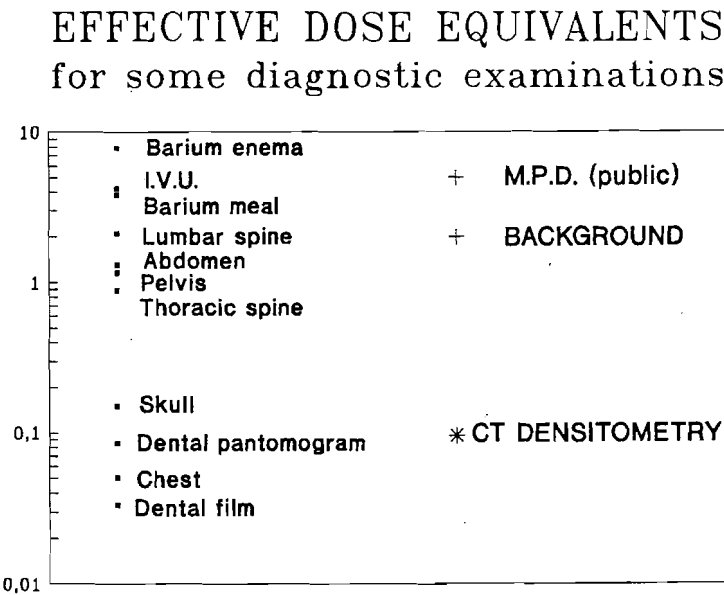 EFFECTIVE DOSE EQUIVALENTS
for some diagnostic examinations
10
Barium enema
I.V.U.
+ M.P.D. (public)
Barium meal
Lumbar spine
+ BACKGROUND
Abdomen
1
Pelvis
Thoracic spine
Skull
0,1
Dental pantomogram
* CT DENSITOMETRY
Chest
Dental film
0,01